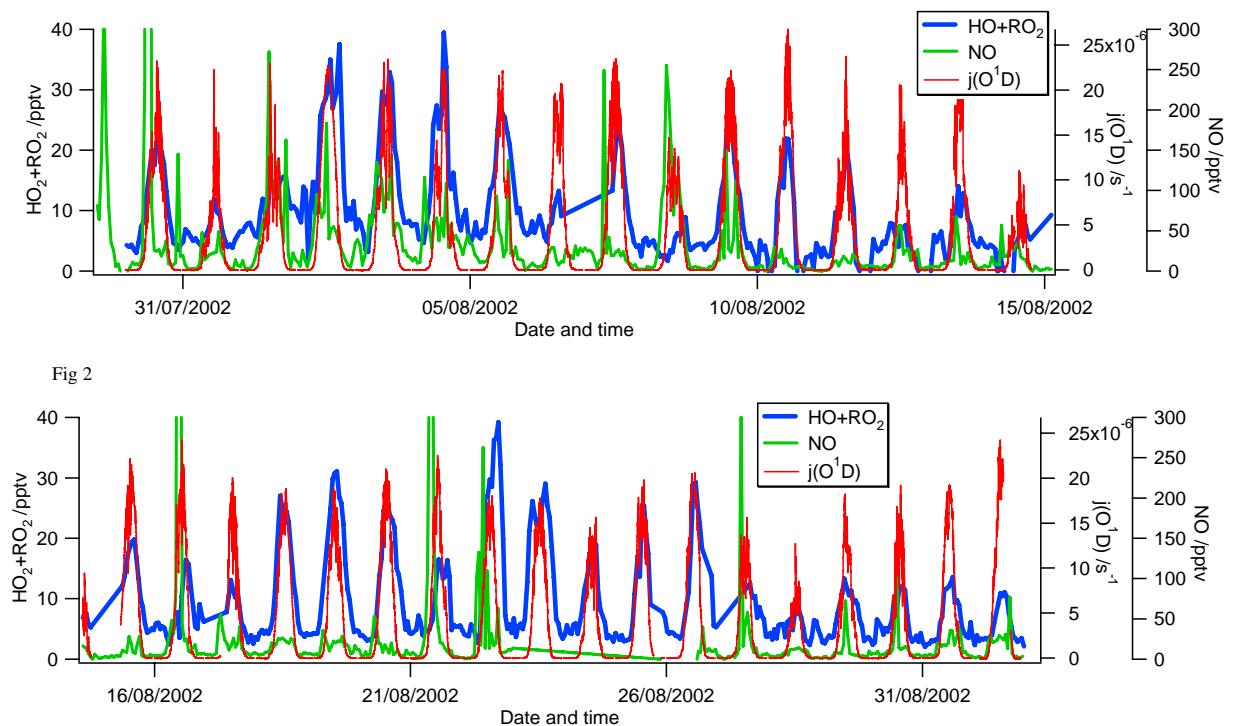 HO+RO2
NO
j(O1D)
40
30
20
10
0
HO2+RO2 /pptv
25x10-6
20
15
10
5
0
j(O1D) /s-1
300
250
200
150
100
50
0
NO /pptv
31/07/2002
05/08/2002
10/08/2002
15/08/2002
Date and time
Fig 2
HO+RO2
NO
j(O1D)
40
30
20
10
0
HO2+RO2 /pptv
25x10-6
20
15
10
5
0
j(O1D) /s-1
300
250
200
150
100
50
0
NO /pptv
16/08/2002
21/08/2002
26/08/2002
31/08/2002
Date and time